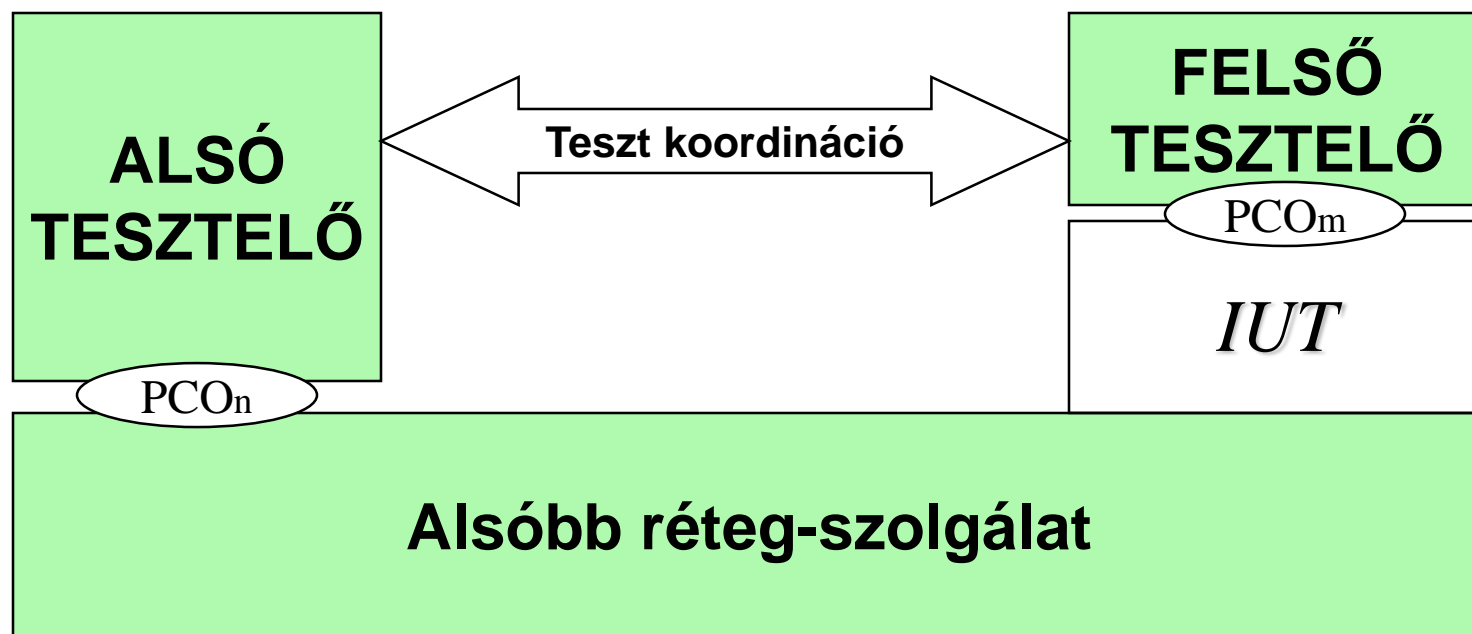 ALSÓ
TESZTELŐ
Teszt koordináció
FELSŐ
TESZTELŐ
PCOm
IUT
PCOn
Alsóbb réteg-szolgálat